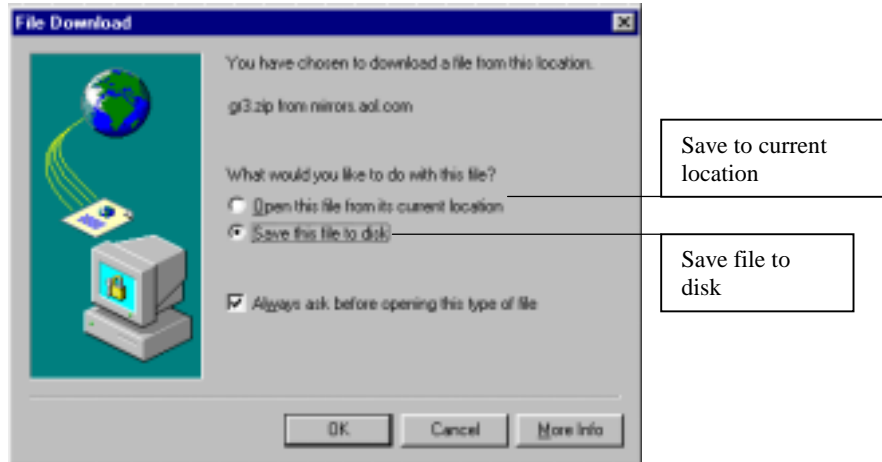 File Download
You have chosen to download a file from this location.
gi3.zip from mirrors.aol.com
What would you like to do with this file?
Open this file from its current location
Save this file to disk
Always ask before opening this type of file
OK
Cancel
More Info
Save to current
location
Save file to
disk